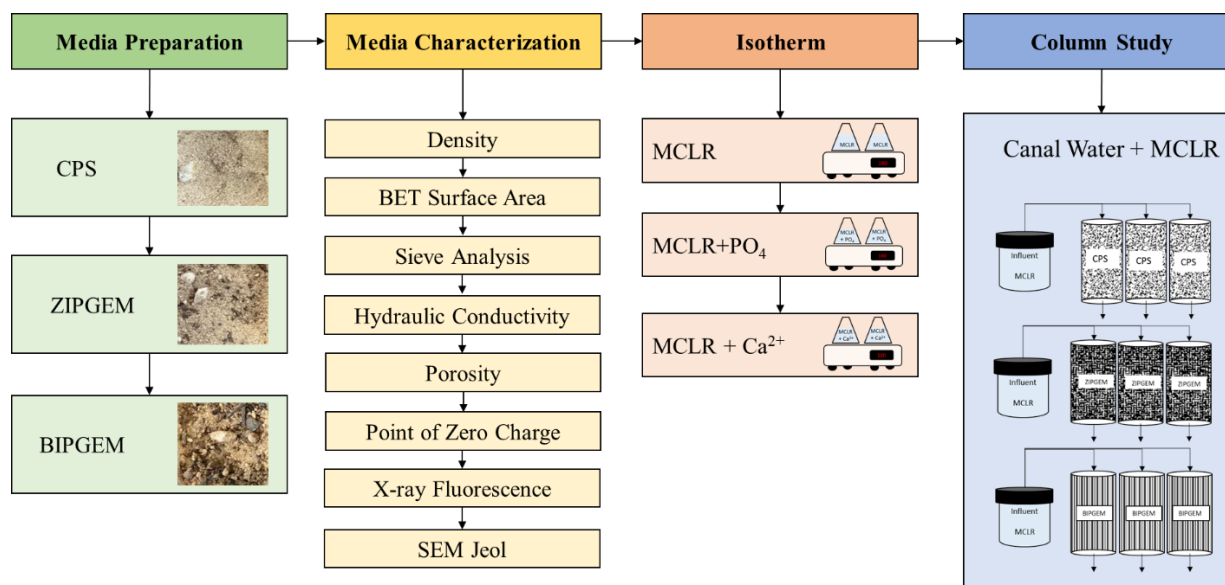 Media Preparation
Media Characterization
Isotherm
Column Study
CPS
ZIPGEM
BIPGEM
Density
BET Surface Area
Sieve Analysis
Hydraulic Conductivity
Porosity
Point of Zero Charge
X-ray Fluorescence
SEM Jeol
MCLR
MCLR
MCLR
MCLR+PO₄
MCLR
+ PO₄
MCLR
+ PO₄
MCLR + Ca²⁺
MCLR
+ Ca²⁺
MCLR
+ Ca²⁺
Canal Water + MCLR
Influent
MCLR
CPS
CPS
CPS
Influent
MCLR
ZIPGEM
ZIPGEM
ZIPGEM
Influent
MCLR
BIPGEM
BIPGEM
BIPGEM